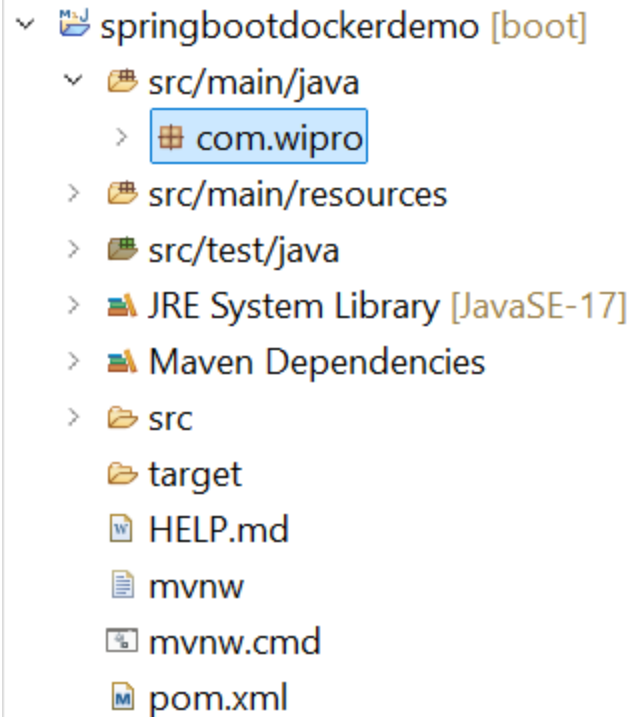 springbootdockerdemo [boot]
src/main/java
com.wipro
src/main/resources
src/test/java
JRE System Library [JavaSE-17]
Maven Dependencies
src
target
HELP.md
mvnw
mvnw.cmd
pom.xml